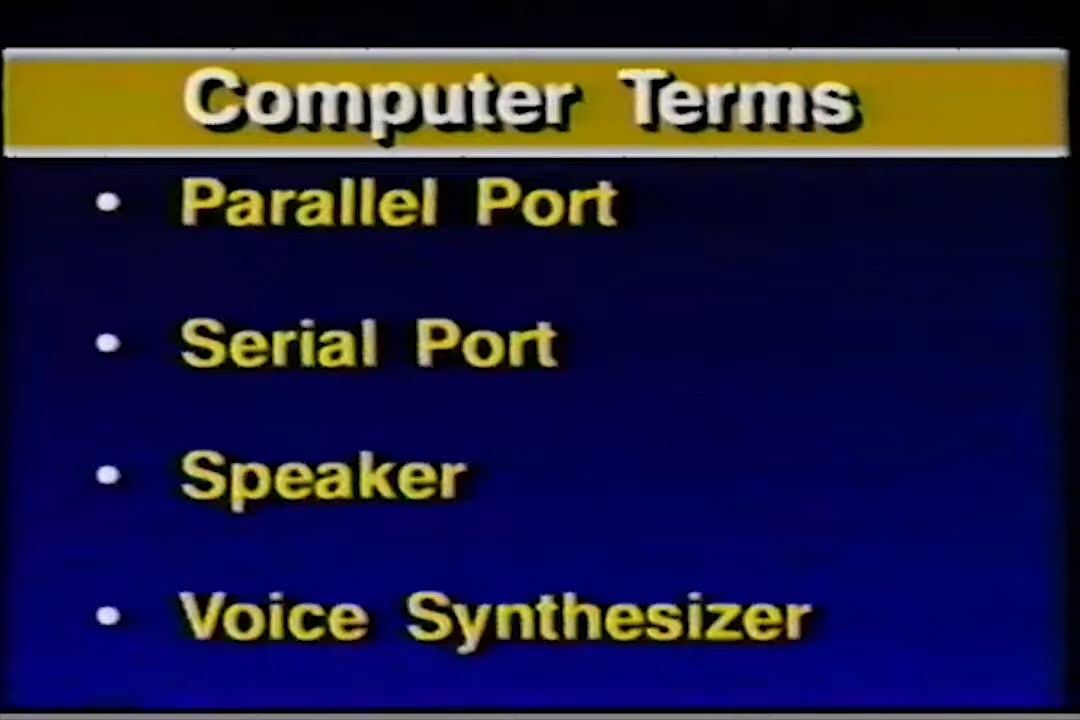 Computer Terms
• Parallel Port
• Serial Port
• Speaker
• Voice Synthesizer